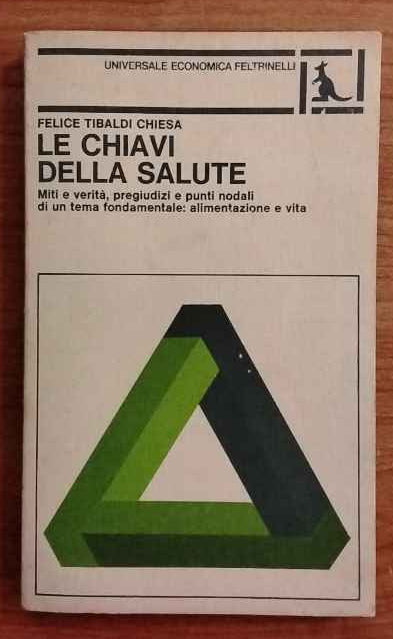 UNIVERSALE ECONOMICA FELTRINELLI
FELICE TIBALDI CHIESA
LE CHIAVI
DELLA SALUTE
Miti e verità, pregiudizi e punti nodali
di un tema fondamentale: alimentazione e vita